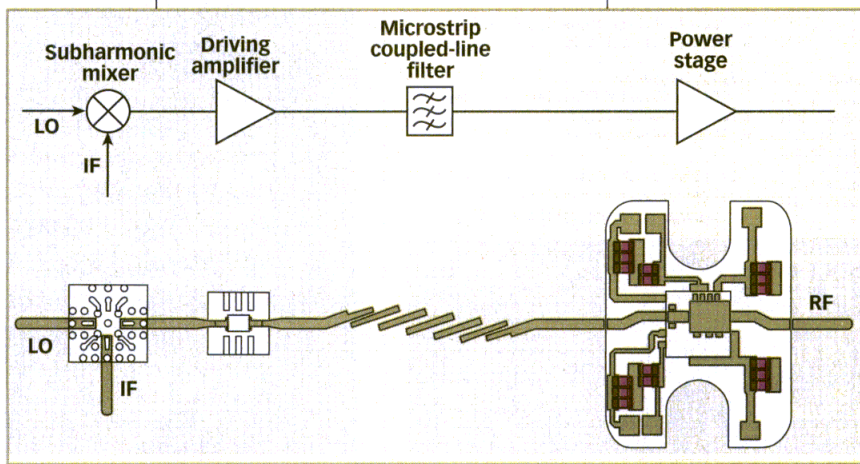 Subharmonic
mixer
Driving
amplifier
Microstrip
coupled-line
filter
Power
stage
LO
IF
LO
IF
RF